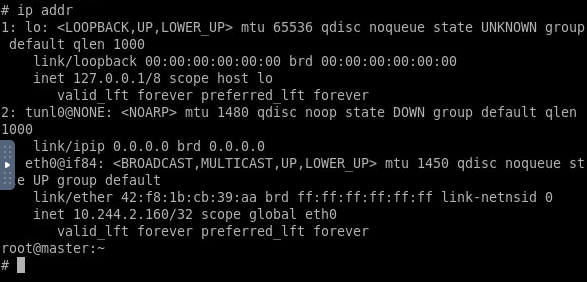 # ip addr
1: lo: <LOOPBACK,UP,LOWER_UP> mtu 65536 qdisc noqueue state UNKNOWN group
 default qlen 1000
    link/loopback 00:00:00:00:00:00 brd 00:00:00:00:00:00
    inet 127.0.0.1/8 scope host lo
       valid_lft forever preferred_lft forever
2: tunl0@NONE: <NOARP> mtu 1480 qdisc noop state DOWN group default qlen
1000
    link/ipip 0.0.0.0 brd 0.0.0.0
eth0@if84: <BROADCAST,MULTICAST,UP,LOWER_UP> mtu 1450 qdisc noqueue st
e UP group default
    link/ether 42:f8:1b:cb:39:aa brd ff:ff:ff:ff:ff:ff link-netnsid 0
    inet 10.244.2.160/32 scope global eth0
       valid_lft forever preferred_lft forever
root@master:~
#